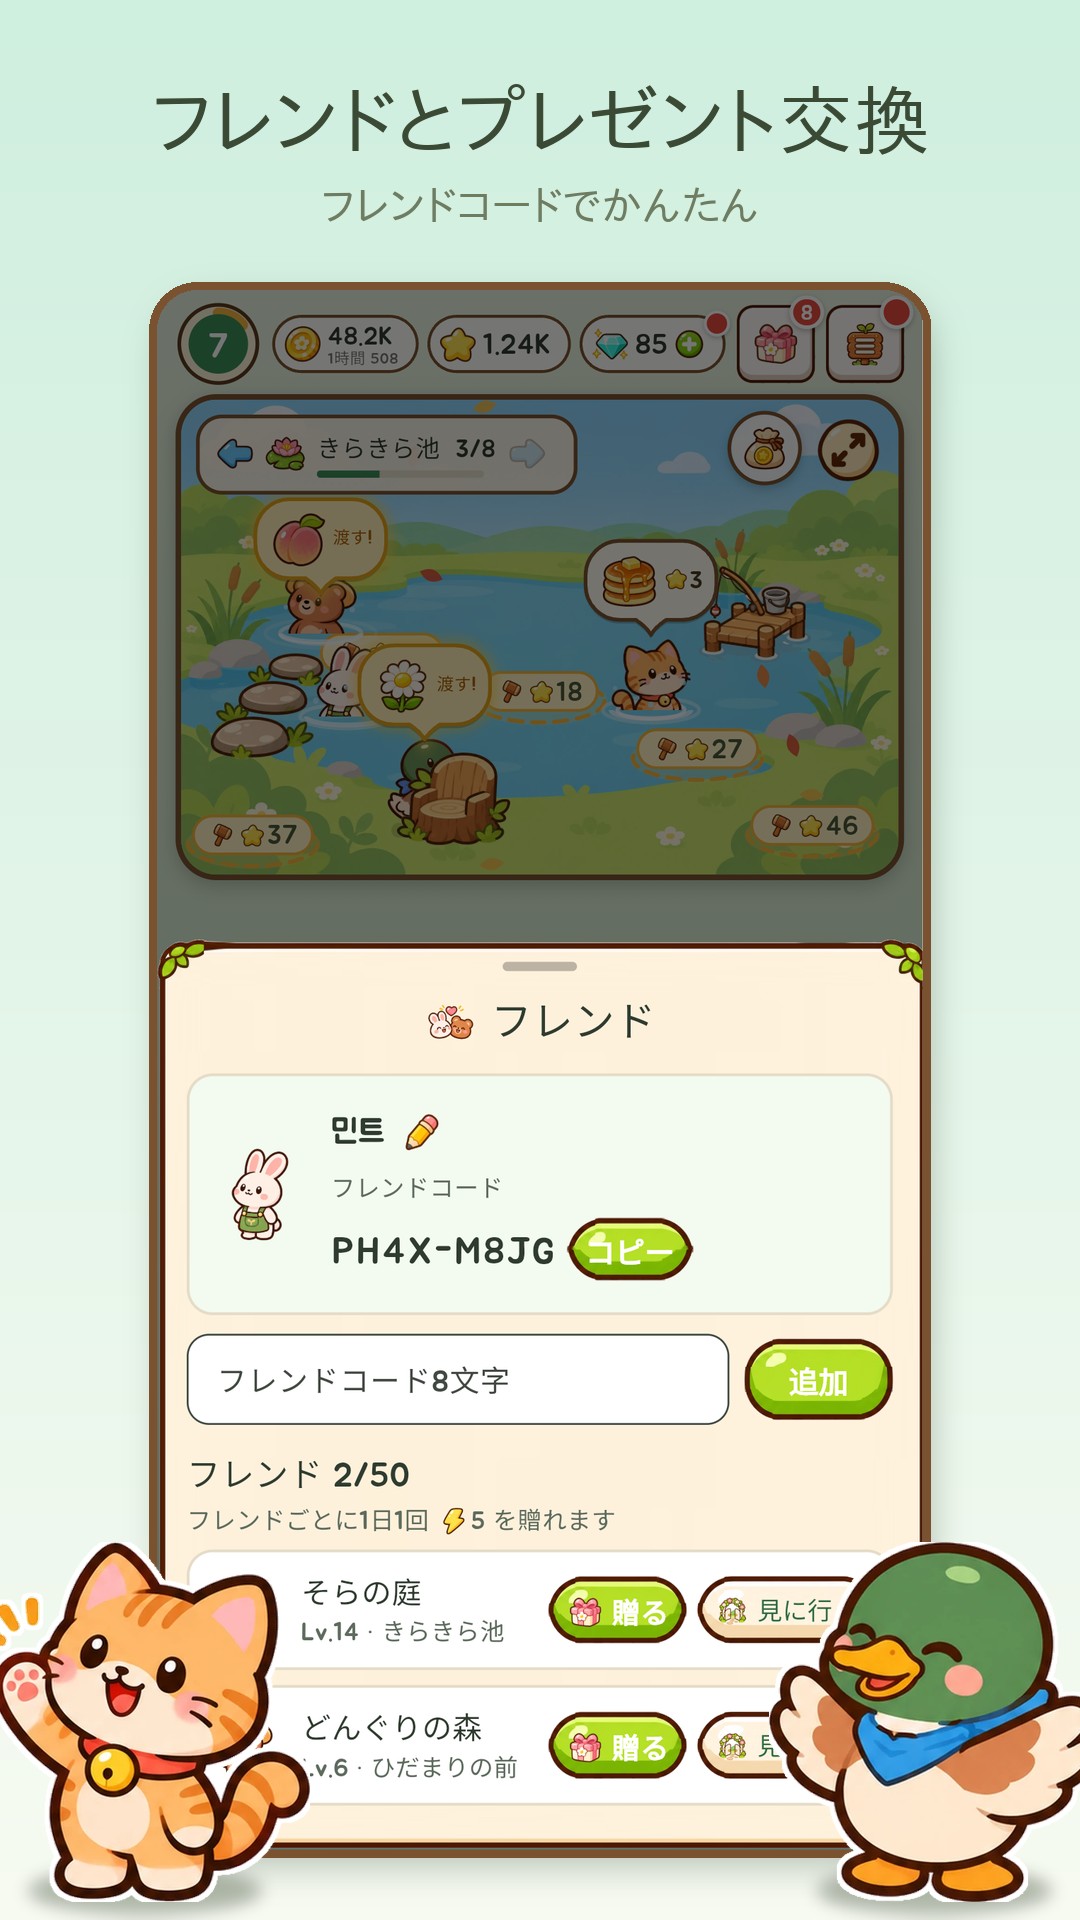 フレンドとプレゼント交換
フレンドコードでかんたん
7
48.2K
1時間 508
1.24K
85
8
きらきら池 3/8
渡す!
3
渡す!
18
27
37
46
フレンド
민트
フレンドコード
PH4X-M8JG コピー
フレンドコード8文字 追加
フレンド 2/50
フレンドごとに1日1回 5 を贈れます
そらの庭
Lv.14 · きらきら池
贈る 見に行
どんぐりの森
.v.6 · ひだまりの前
贈る 見